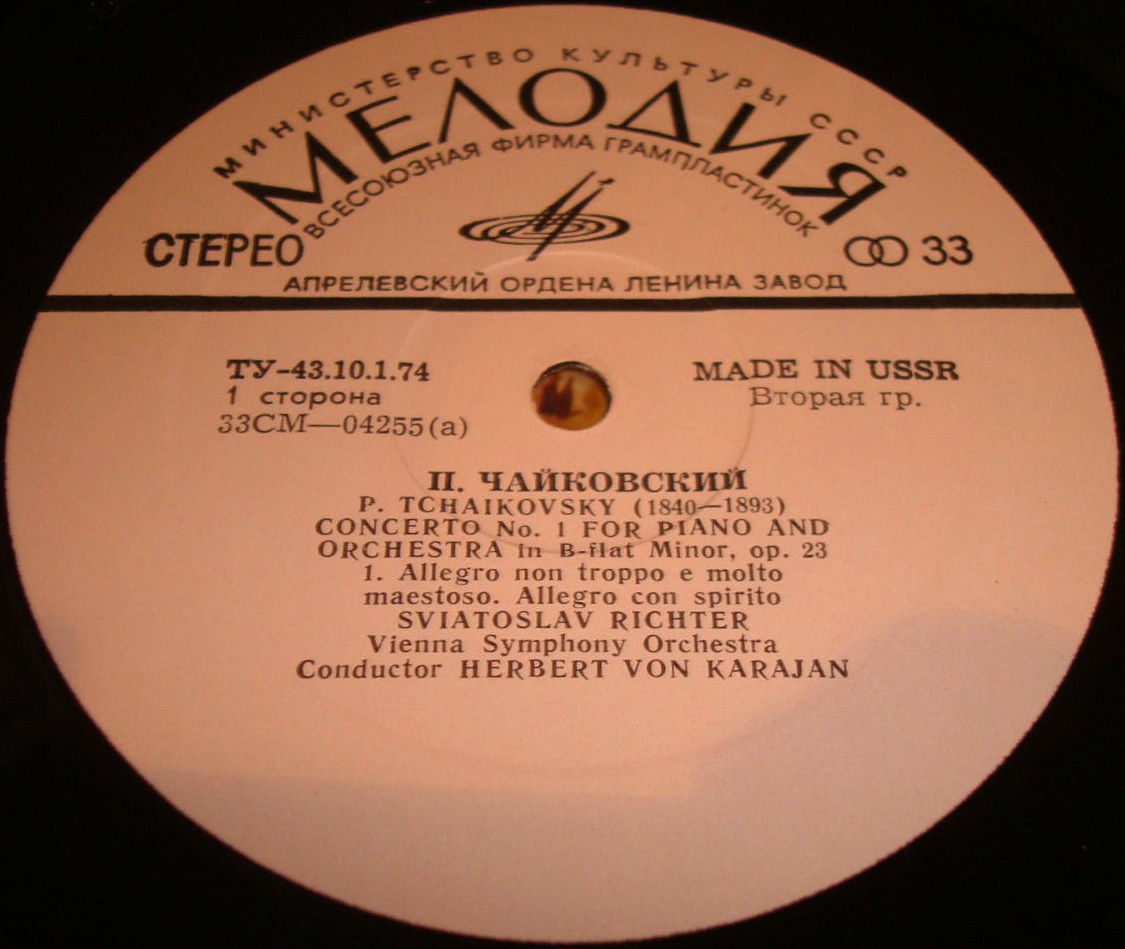 МИНИСТЕРСТВО КУЛЬТУРЫ СССР
МЕЛОДИЯ
ВСЕСОЮЗНАЯ ФИРМА ГРАМПЛАСТИНОК
СТЕРЕО
33
АПРЕЛЕВСКИЙ ОРДЕНА ЛЕНИНА ЗАВОД
ТУ-43.10.1.74
MADE IN USSR
1 сторона
Вторая гр.
33СМ—04255(а)
П. ЧАЙКОВСКИЙ
P. TCHAIKOVSKY (1840—1893)
CONCERTO No. 1 FOR PIANO AND
ORCHESTRA in B-flat Minor, op. 23
1. Allegro non troppo e molto
maestoso. Allegro con spirito
SVIATOSLAV RICHTER
Vienna Symphony Orchestra
Conductor HERBERT VON KARAJAN